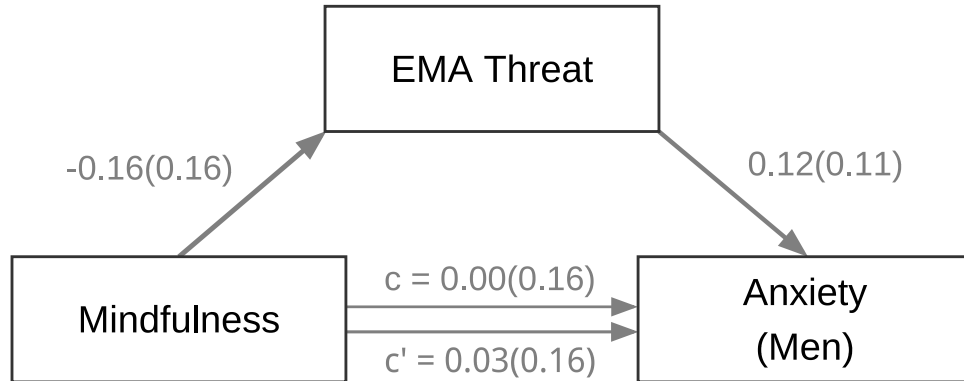 EMA Threat
-0.16(0.16)
0.12(0.11)
c = 0.00(0.16)
Mindfulness
Anxiety
(Men)
c' = 0.03(0.16)